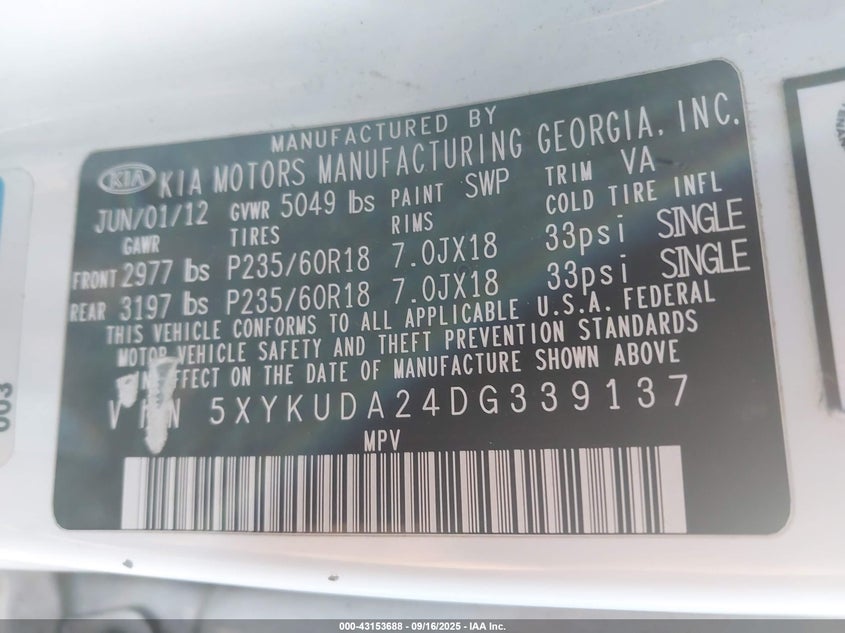 MANUFACTURED BY
KIA KIA MOTORS MANUFACTURING GEORGIA, INC.
JUN/01/12 GVWR 5049 lbs PAINT SWP TRIM VA
GAWR TIRES RIMS COLD TIRE INFL
FRONT 2977 lbs P235/60R18 7.0JX18 33psi SINGLE
REAR 3197 lbs P235/60R18 7.0JX18 33psi SINGLE
THIS VEHICLE CONFORMS TO ALL APPLICABLE U.S.A. FEDERAL
MOTOR VEHICLE SAFETY AND THEFT PREVENTION STANDARDS
IN EFFECT ON THE DATE OF MANUFACTURE SHOWN ABOVE
5XYKUDA24DG339137
MPV
003
000-43153688 - 09/16/2025 - IAA Inc.